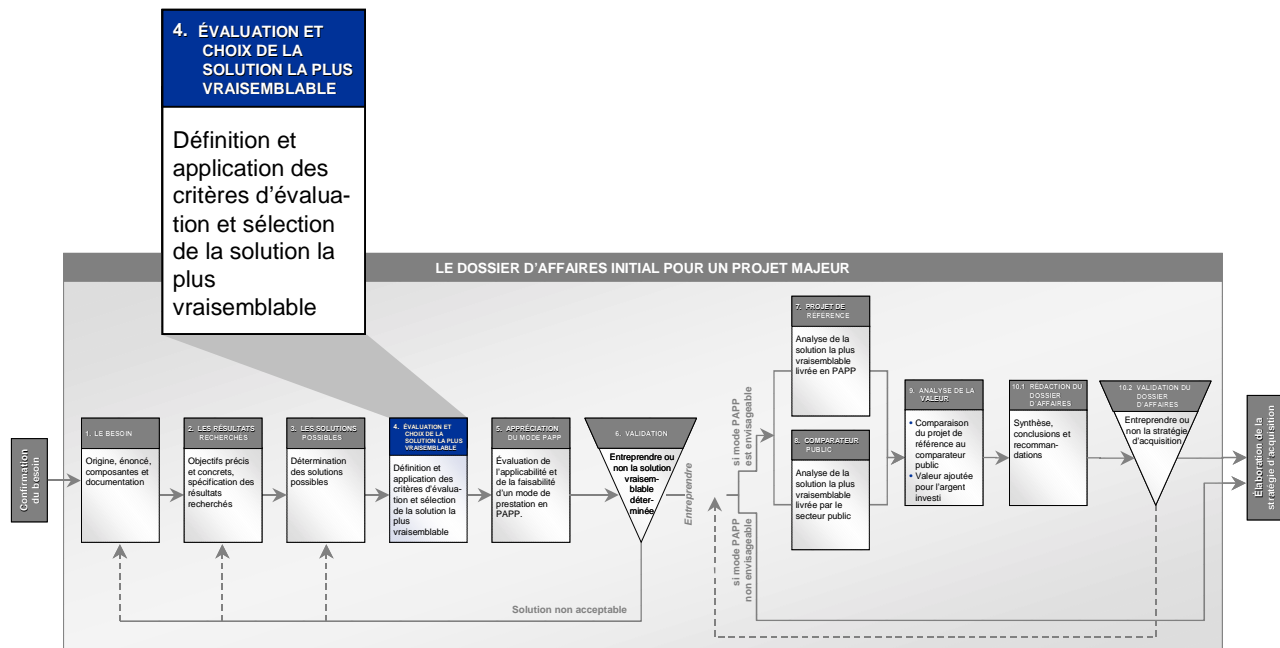 4. ÉVALUATION ET
CHOIX DE LA
SOLUTION LA PLUS
VRAISEMBLABLE
Définition et
application des
critères d'évalua-
tion et sélection
de la solution la
plus
vraisemblable
LE DOSSIER D'AFFAIRES INITIAL POUR UN PROJET MAJEUR
Confirmation
du besoin
1. LE BESOIN
Origine, énoncé,
composantes et
documentation
2. LES RÉSULTATS
RECHERCHÉS
Objectifs précis et
concrets,
spécification des
résultats
recherchés
3. LES SOLUTIONS
POSSIBLES
Détermination des
solutions
possibles
4. ÉVALUATION ET
CHOIX DE LA
SOLUTION LA PLUS
VRAISEMBLABLE
Définition et
application des
critères d'évalua-
tion et sélection
de la solution la
plus
vraisemblable
5. APPRÉCIATION
DU MODE PAPP
Évaluation de
l'applicabilité et
de la faisabilité
d'un mode de
prestation en
PAPP.
6. VALIDATION
Entreprendre ou
non la solution
vraisem-
blable
déter-
minée
Entreprendre
Solution non acceptable
si mode PAPP
est envisageable
si mode PAPP
non envisageable
7. PROJET DE
RÉFÉRENCE
Analyse de la
solution la plus
vraisemblable
livrée en PAPP
8. COMPARATEUR
PUBLIC
Analyse de la
solution la plus
vraisemblable
livrée par le
secteur public
9. ANALYSE DE LA
VALEUR
• Comparaison
du projet de
référence au
comparateur
public
• Valeur ajoutée
pour l'argent
investi
10.1 RÉDACTION DU
DOSSIER
D'AFFAIRES
Synthèse,
conclusions et
recomman-
dations
10.2 VALIDATION DU
DOSSIER
D'AFFAIRES
Entreprendre ou
non la stratégie
d'acquisition
Élaboration de la
stratégie d'acquisition